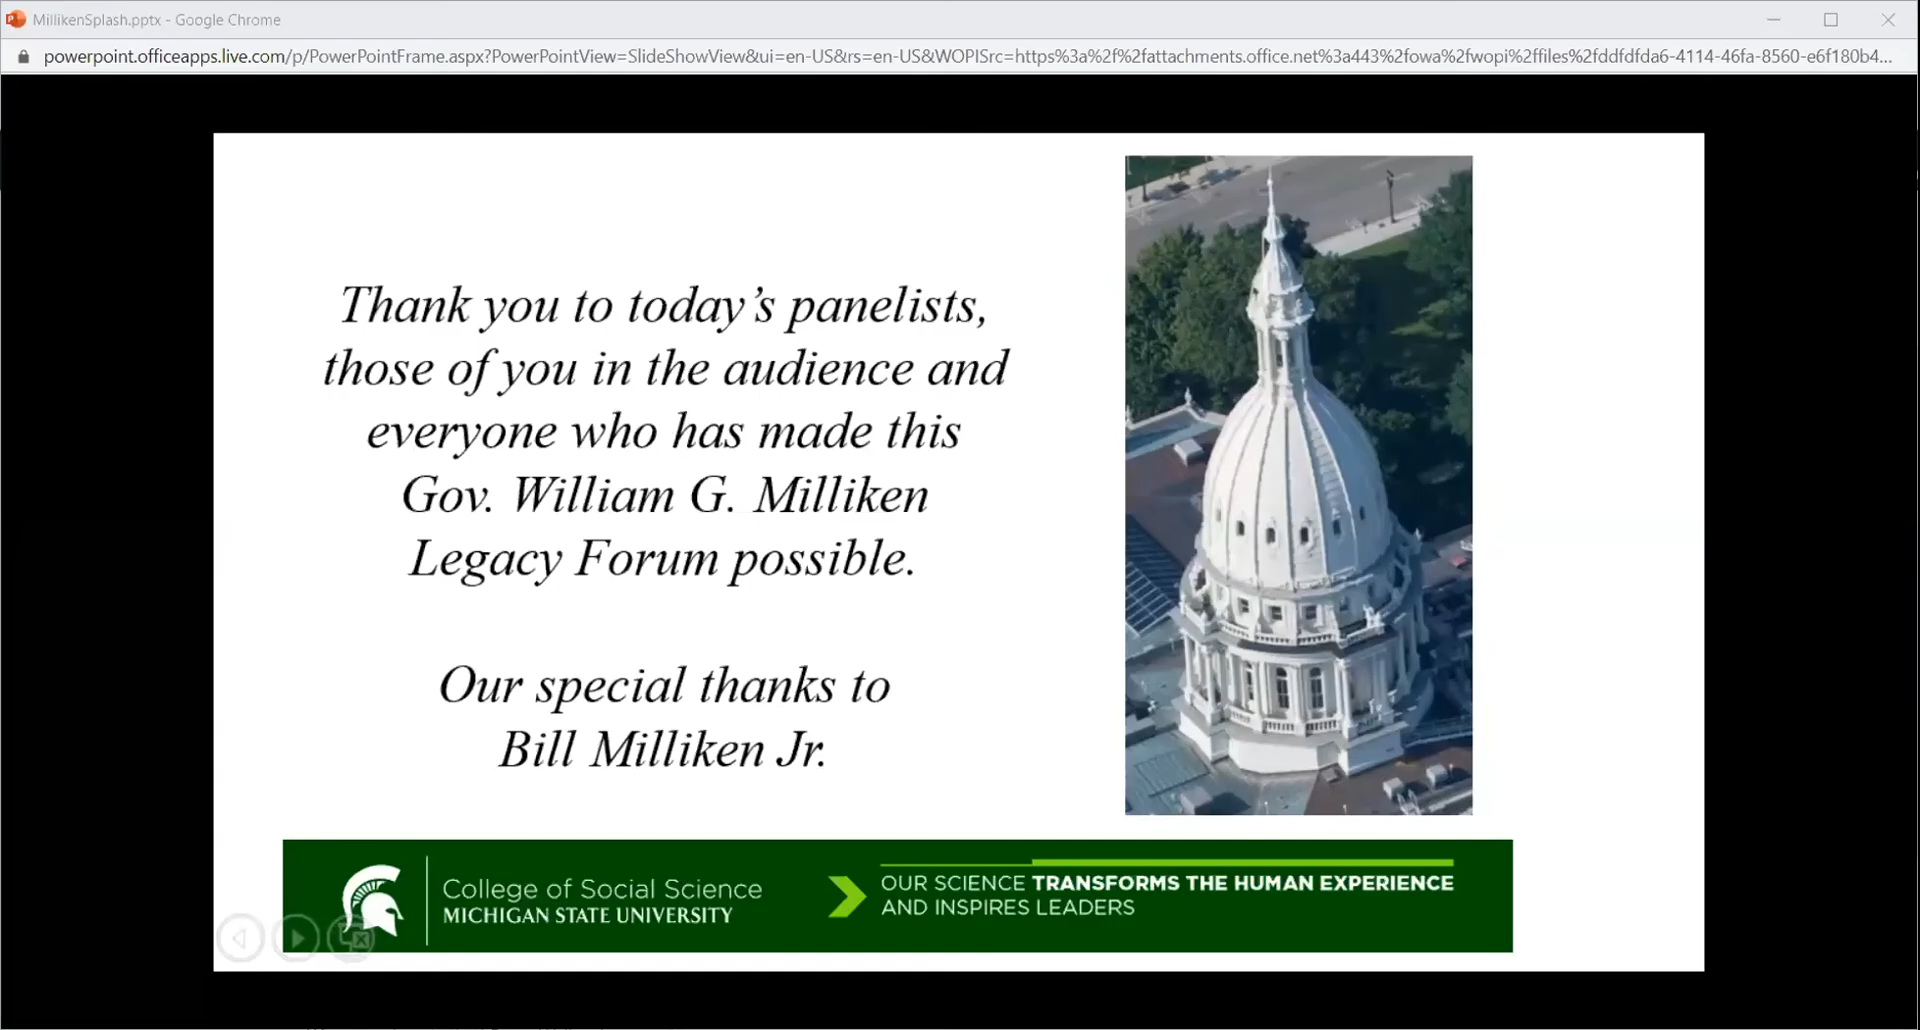 MillikenSplash.pptx - Google Chrome
powerpoint.officeapps.live.com/p/PowerPointFrame.aspx?PowerPointView=SlideShowView&ui=en-US&rs=en-US&WOPISrc=https%3a%2f%2fattachments.office.net%3a443%2fowa%2fwopi%2ffiles%2fddfdfda6-4114-46fa-8560-e6f180b4...
Thank you to today’s panelists,
those of you in the audience and
everyone who has made this
Gov. William G. Milliken
Legacy Forum possible.
Our special thanks to
Bill Milliken Jr.
College of Social Science
MICHIGAN STATE UNIVERSITY
OUR SCIENCE TRANSFORMS THE HUMAN EXPERIENCE
AND INSPIRES LEADERS